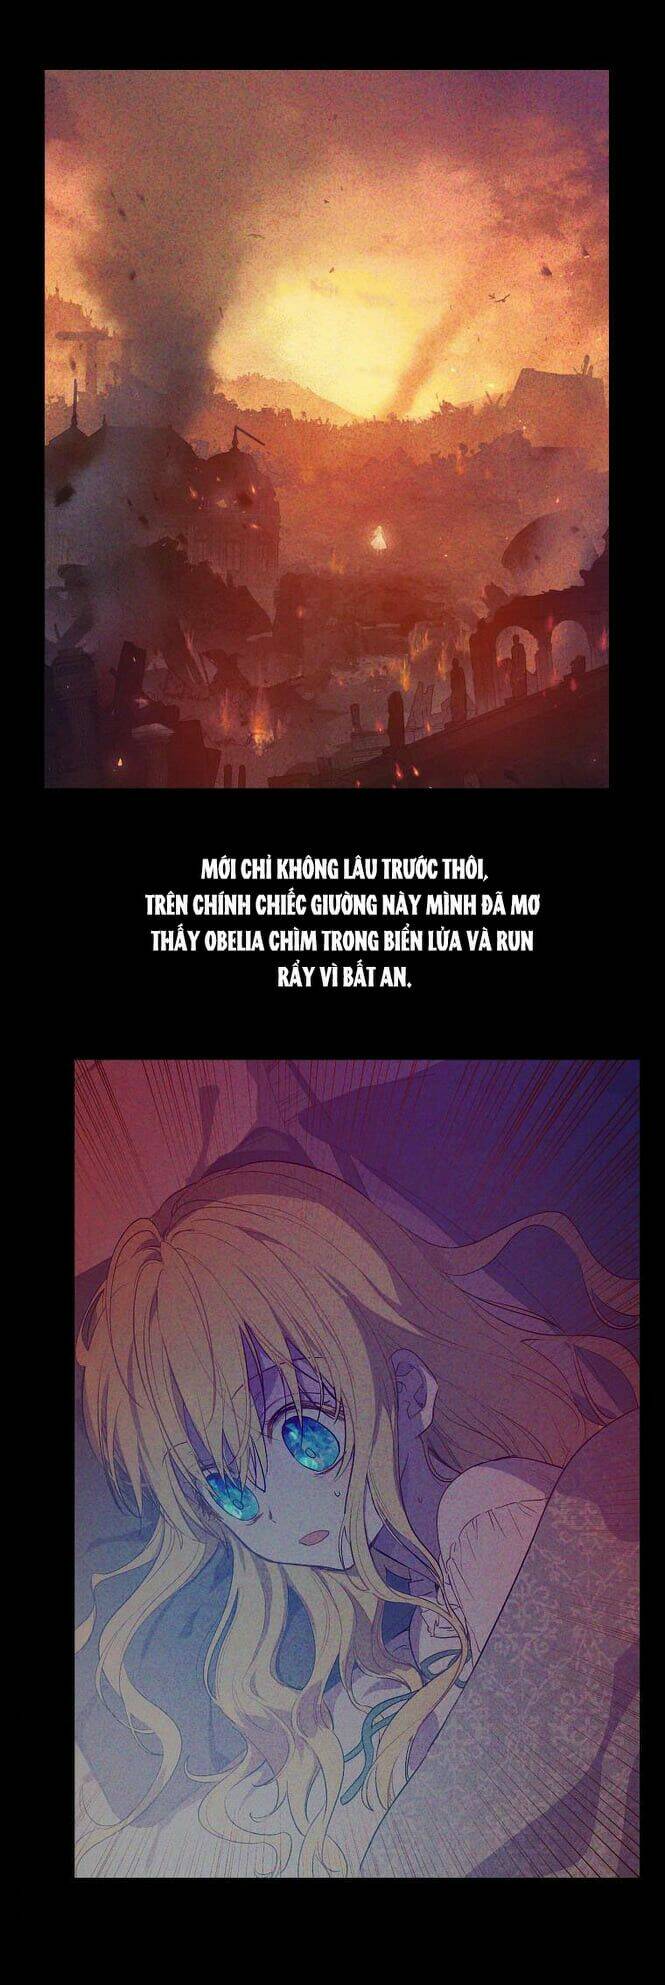 MỚI CHỈ KHÔNG LÂU TRƯỚC THÔI,
TRÊN CHÍNH CHIẾC GIƯỜNG NÀY MÌNH ĐÃ MƠ
THẤY OBELIA CHÌM TRONG BIỂN LỬA VÀ RUN
RẨY VÌ BẤT AN.